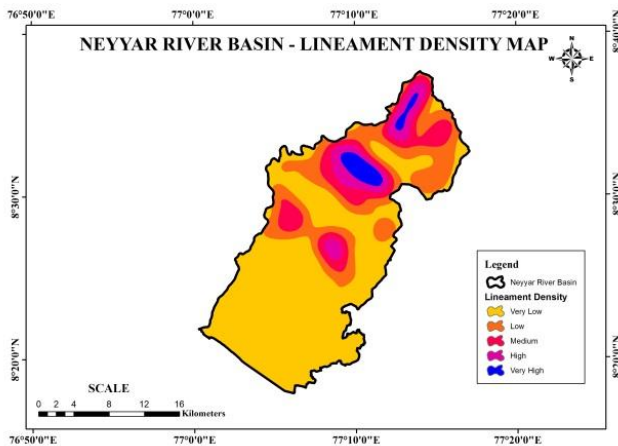 76°50'0"E 77°0'0"E 77°10'0"E 77°20'0"E
NEYYAR RIVER BASIN - LINEAMENT DENSITY MAP
N
W E
S
8°40'0"N
8°30'0"N 8°30'0"N
Legend
Neyyar River Basin
Lineament Density
Very Low
Low
Medium
High
Very High
8°20'0"N 8°20'0"N
SCALE
0 2 4 8 12 16
Kilometers
76°50'0"E 77°0'0"E 77°10'0"E 77°20'0"E